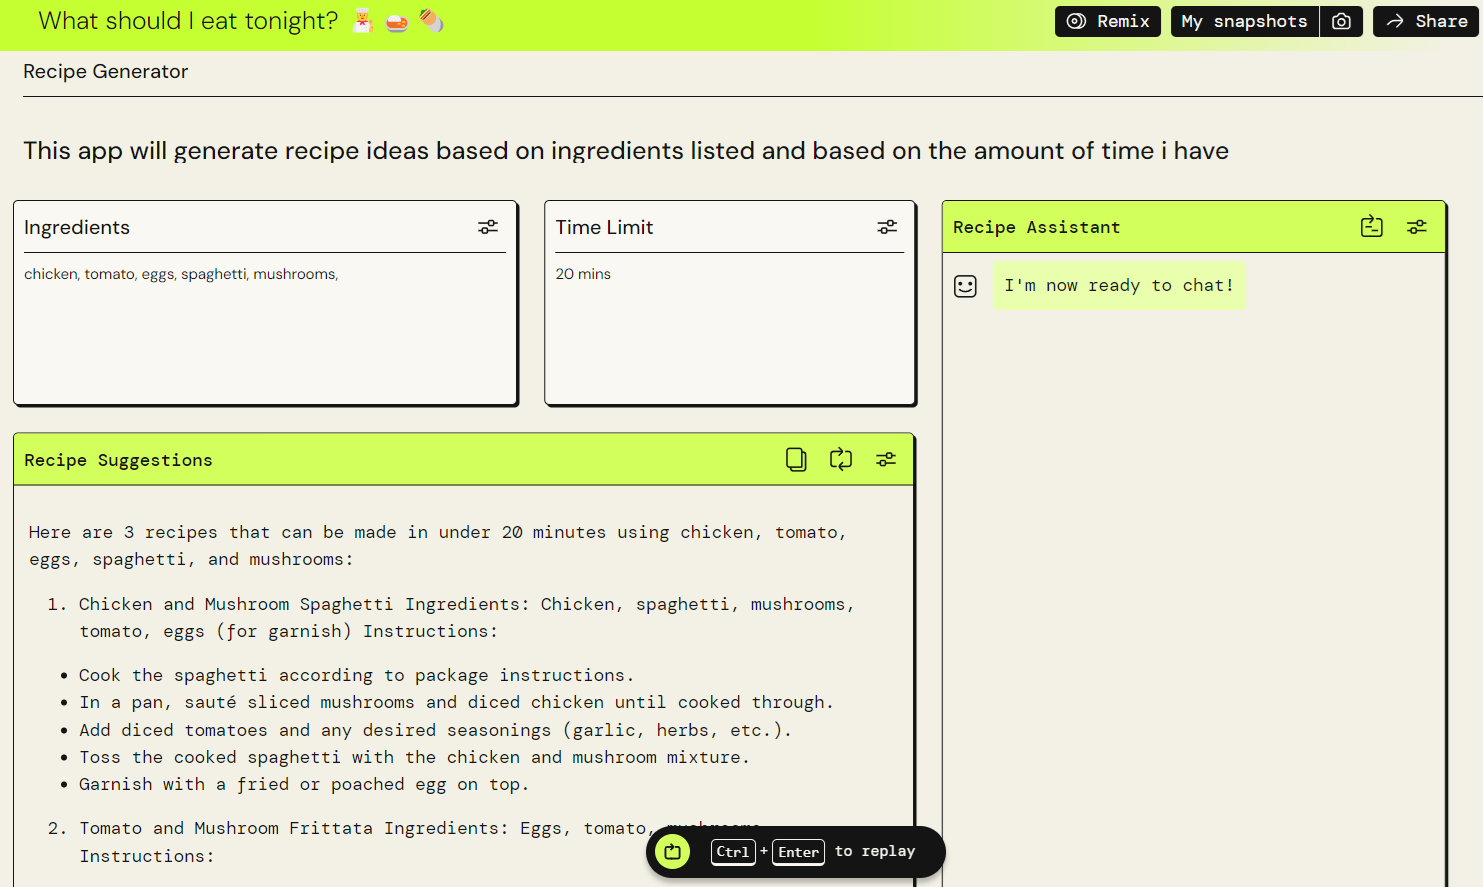 What should I eat tonight? 👨‍🍳 🍛 🌯
Remix
My snapshots
Share
Recipe Generator
This app will generate recipe ideas based on ingredients listed and based on the amount of time i have
Ingredients
chicken, tomato, eggs, spaghetti, mushrooms,
Time Limit
20 mins
Recipe Assistant
I'm now ready to chat!
Recipe Suggestions
Here are 3 recipes that can be made in under 20 minutes using chicken, tomato,
eggs, spaghetti, and mushrooms:
1. Chicken and Mushroom Spaghetti Ingredients: Chicken, spaghetti, mushrooms,
tomato, eggs (for garnish) Instructions:
• Cook the spaghetti according to package instructions.
• In a pan, sauté sliced mushrooms and diced chicken until cooked through.
• Add diced tomatoes and any desired seasonings (garlic, herbs, etc.).
• Toss the cooked spaghetti with the chicken and mushroom mixture.
• Garnish with a fried or poached egg on top.
2. Tomato and Mushroom Frittata Ingredients: Eggs, tomato,
Instructions:
Ctrl + Enter to replay